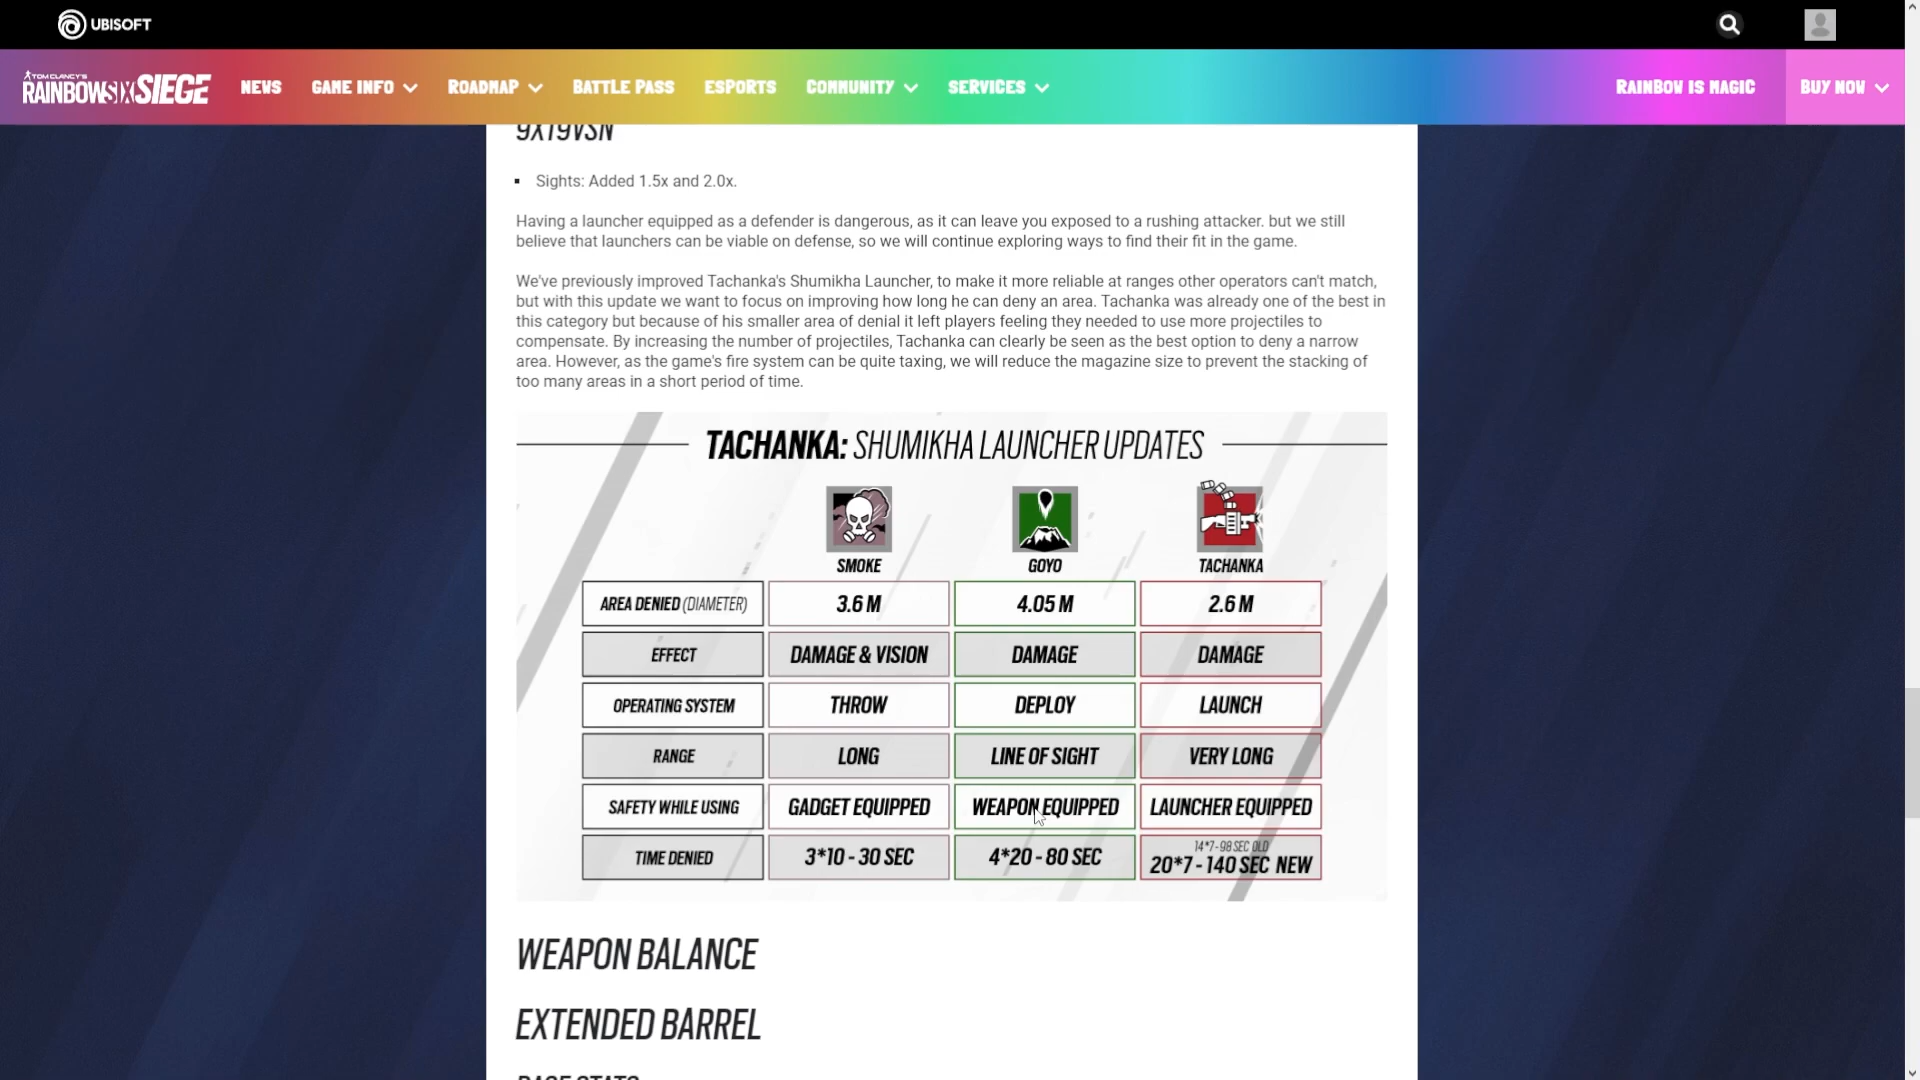 UBISOFT
TOM CLANCY'S
RAINBOWSIX SIEGE
NEWS
GAME INFO
ROADMAP
BATTLE PASS
ESPORTS
COMMUNITY
SERVICES
RAINBOW IS MAGIC
BUY NOW
9X19VSN
▪ Sights: Added 1.5x and 2.0x.
Having a launcher equipped as a defender is dangerous, as it can leave you exposed to a rushing attacker. but we still
believe that launchers can be viable on defense, so we will continue exploring ways to find their fit in the game.
We've previously improved Tachanka's Shumikha Launcher, to make it more reliable at ranges other operators can't match,
but with this update we want to focus on improving how long he can deny an area. Tachanka was already one of the best in
this category but because of his smaller area of denial it left players feeling they needed to use more projectiles to
compensate. By increasing the number of projectiles, Tachanka can clearly be seen as the best option to deny a narrow
area. However, as the game's fire system can be quite taxing, we will reduce the magazine size to prevent the stacking of
too many areas in a short period of time.
TACHANKA: SHUMIKHA LAUNCHER UPDATES
SMOKE GOYO TACHANKA
AREA DENIED (DIAMETER) 3.6 M 4.05 M 2.6 M
EFFECT DAMAGE & VISION DAMAGE DAMAGE
OPERATING SYSTEM THROW DEPLOY LAUNCH
RANGE LONG LINE OF SIGHT VERY LONG
SAFETY WHILE USING GADGET EQUIPPED WEAPON EQUIPPED LAUNCHER EQUIPPED
14*7 - 98 SEC OLD
TIME DENIED 3*10 - 30 SEC 4*20 - 80 SEC 20*7 - 140 SEC NEW
WEAPON BALANCE
EXTENDED BARREL
BASE STATS